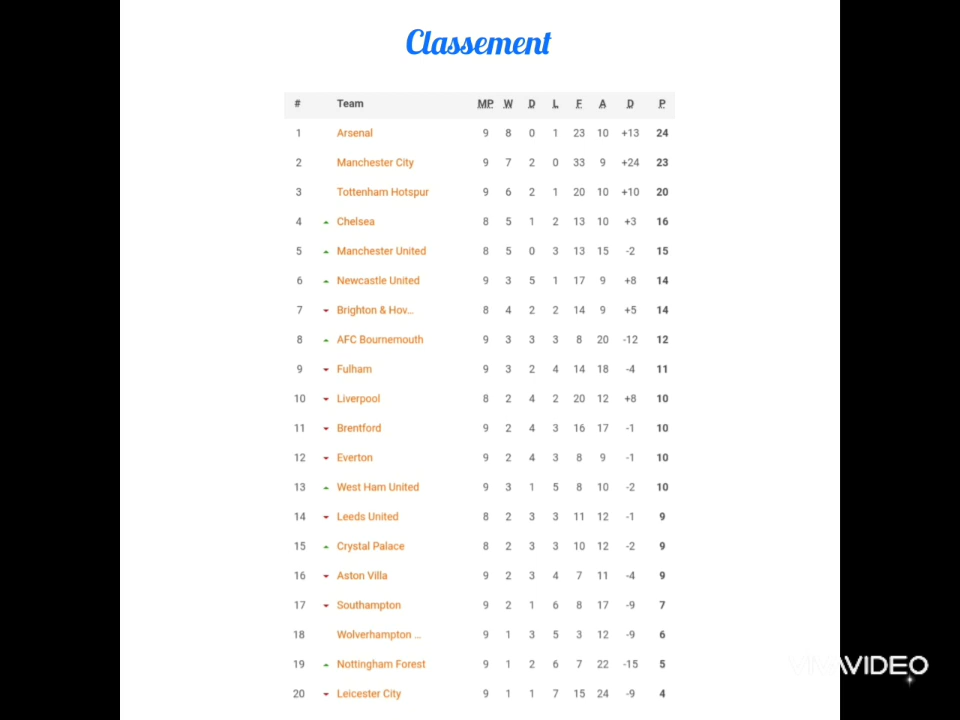 Classement
# Team MP W D L F A D P
1 Arsenal 9 8 0 1 23 10 +13 24
2 Manchester City 9 7 2 0 33 9 +24 23
3 Tottenham Hotspur 9 6 2 1 20 10 +10 20
4 Chelsea 8 5 1 2 13 10 +3 16
5 Manchester United 8 5 0 3 13 15 -2 15
6 Newcastle United 9 3 5 1 17 9 +8 14
7 Brighton & Hov... 8 4 2 2 14 9 +5 14
8 AFC Bournemouth 9 3 3 3 8 20 -12 12
9 Fulham 9 3 2 4 14 18 -4 11
10 Liverpool 8 2 4 2 20 12 +8 10
11 Brentford 9 2 4 3 16 17 -1 10
12 Everton 9 2 4 3 8 9 -1 10
13 West Ham United 9 3 1 5 8 10 -2 10
14 Leeds United 8 2 3 3 11 12 -1 9
15 Crystal Palace 8 2 3 3 10 12 -2 9
16 Aston Villa 9 2 3 4 7 11 -4 9
17 Southampton 9 2 1 6 8 17 -9 7
18 Wolverhampton ... 9 1 3 5 3 12 -9 6
19 Nottingham Forest 9 1 2 6 7 22 -15 5
20 Leicester City 9 1 1 7 15 24 -9 4
VIVAVIDEO